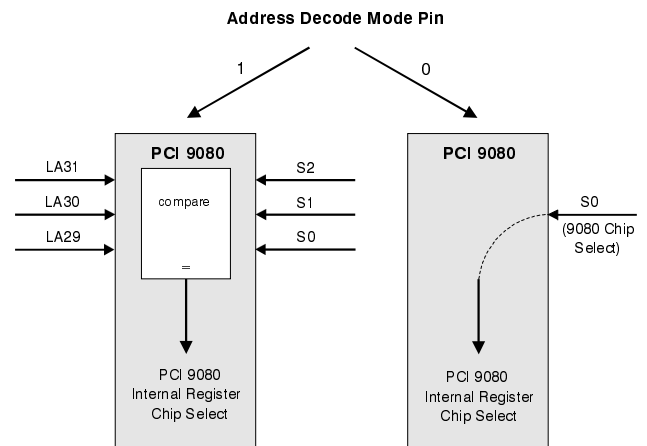 Address Decode Mode Pin
1
0
PCI 9080
LA31
LA30
LA29
compare
=
S2
S1
S0
PCI 9080
Internal Register
Chip Select
PCI 9080
S0
(9080 Chip
Select)
PCI 9080
Internal Register
Chip Select